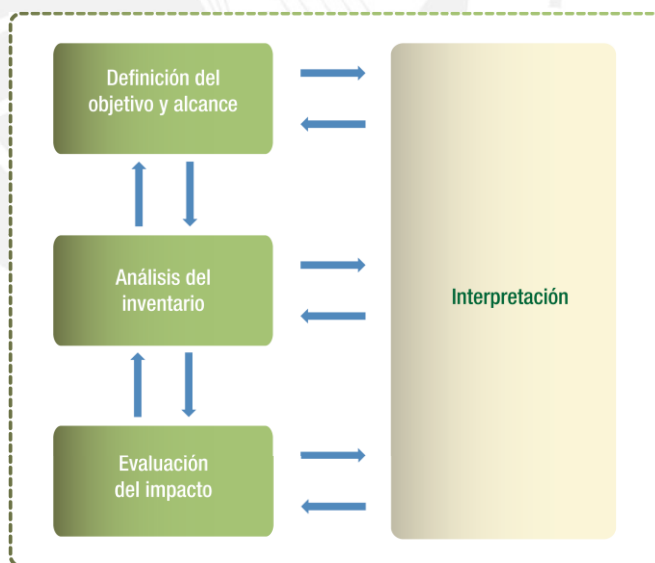 Definición del
objetivo y alcance
Análisis del
inventario
Interpretación
Evaluación
del impacto